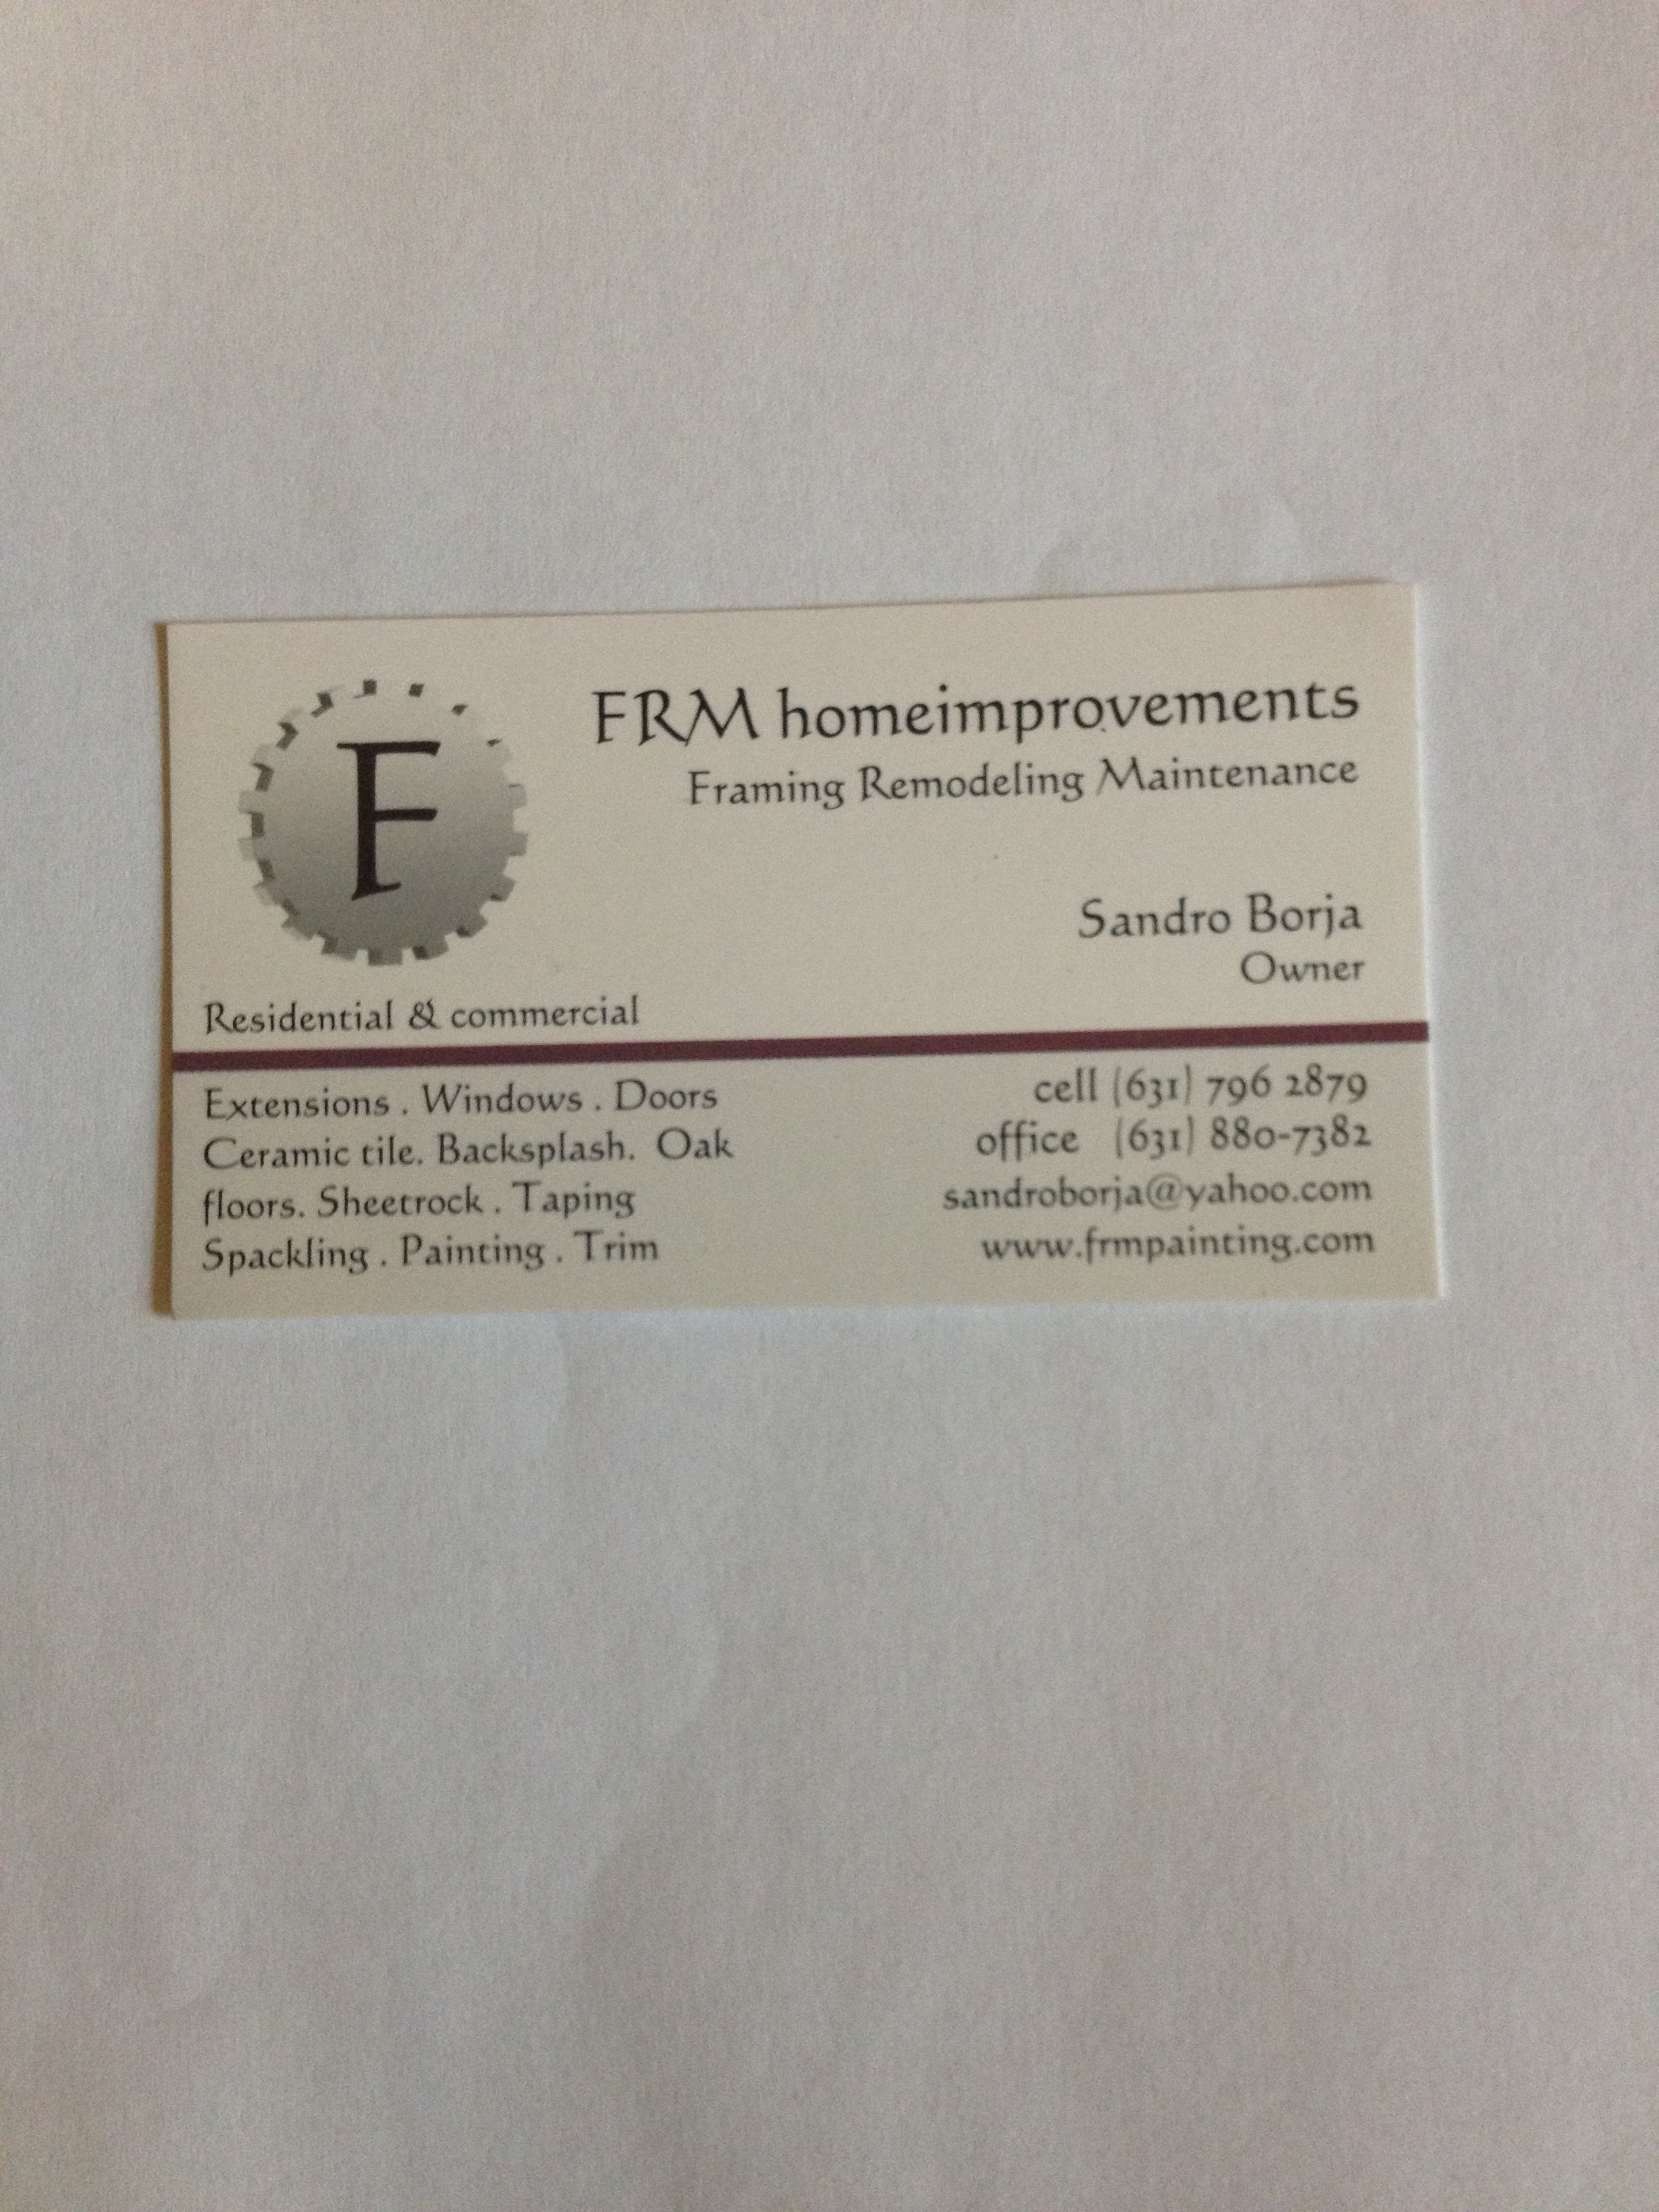 F
FRM homeimprovements
Framing Remodeling Maintenance
Sandro Borja
Owner
Residential & commercial
Extensions . Windows . Doors
Ceramic tile. Backsplash. Oak
floors. Sheetrock . Taping
Spackling . Painting . Trim
cell (631) 796 2879
office (631) 880-7382
sandroborja@yahoo.com
www.frmpainting.com